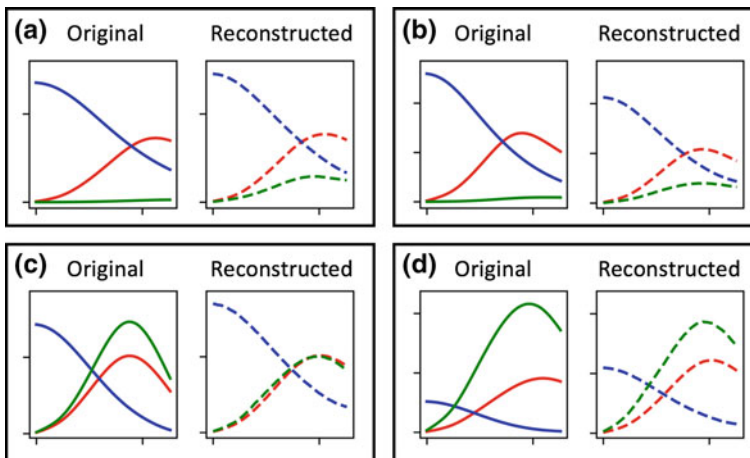 (a) Original Reconstructed
(b) Original Reconstructed
(c) Original Reconstructed
(d) Original Reconstructed